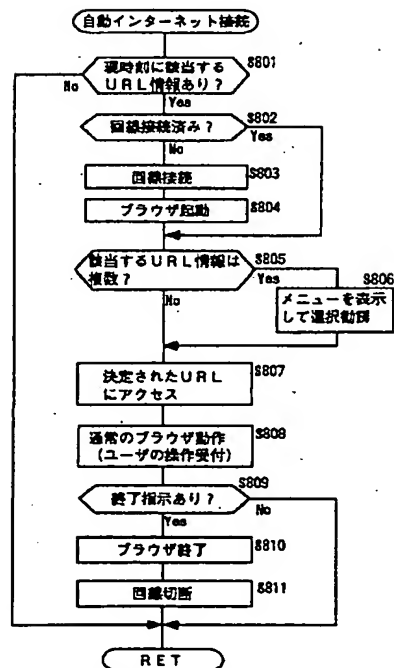 自動インターネット接続
現時刻に該当する S801
URL情報あり?
No
Yes
回線接続済み? S802
Yes
No
回線接続 S803
ブラウザ起動 S804
該当するURL情報は S805
複数?
Yes
No
S806
メニューを表示
して選択勧誘
決定されたURL S807
にアクセス
通常のブラウザ動作 S808
(ユーザの操作受付)
終了指示あり? S809
No
Yes
ブラウザ終了 S810
回線切断 S811
RET